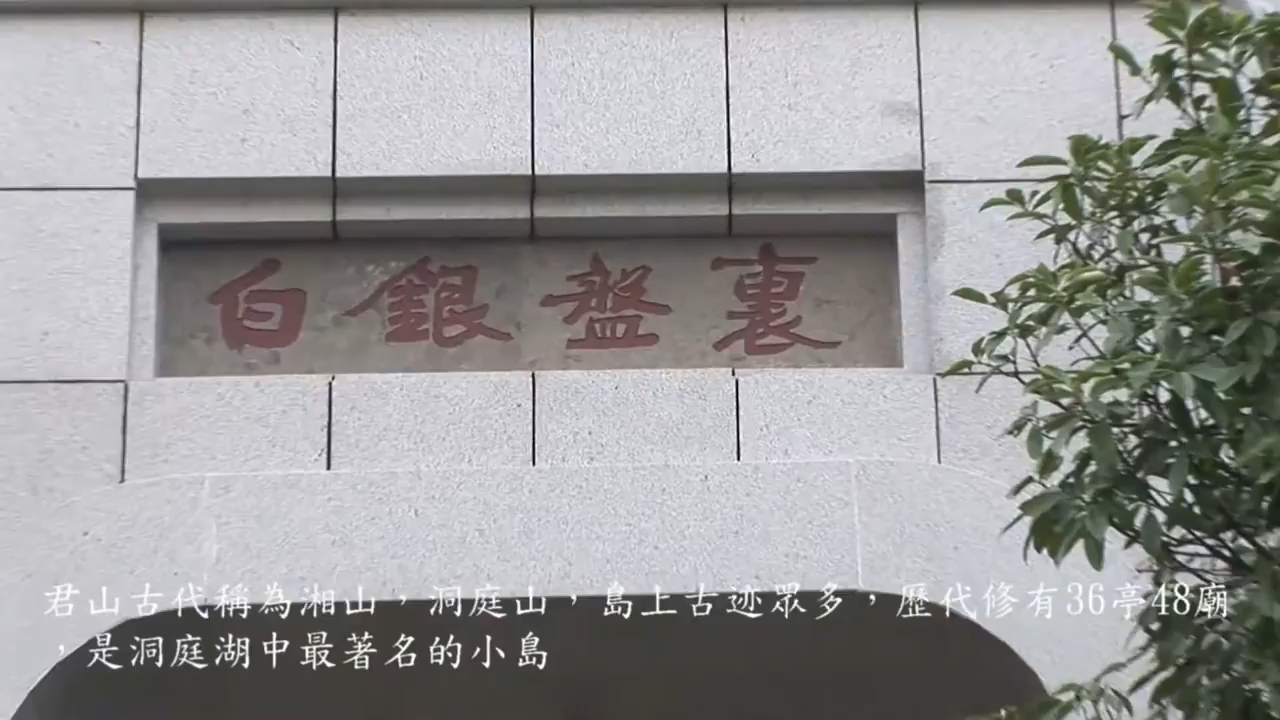 白銀盤裏
君山古代稱為湘山，洞庭山，島上古迹眾多，歷代修有36亭48廟
，是洞庭湖中最著名的小島